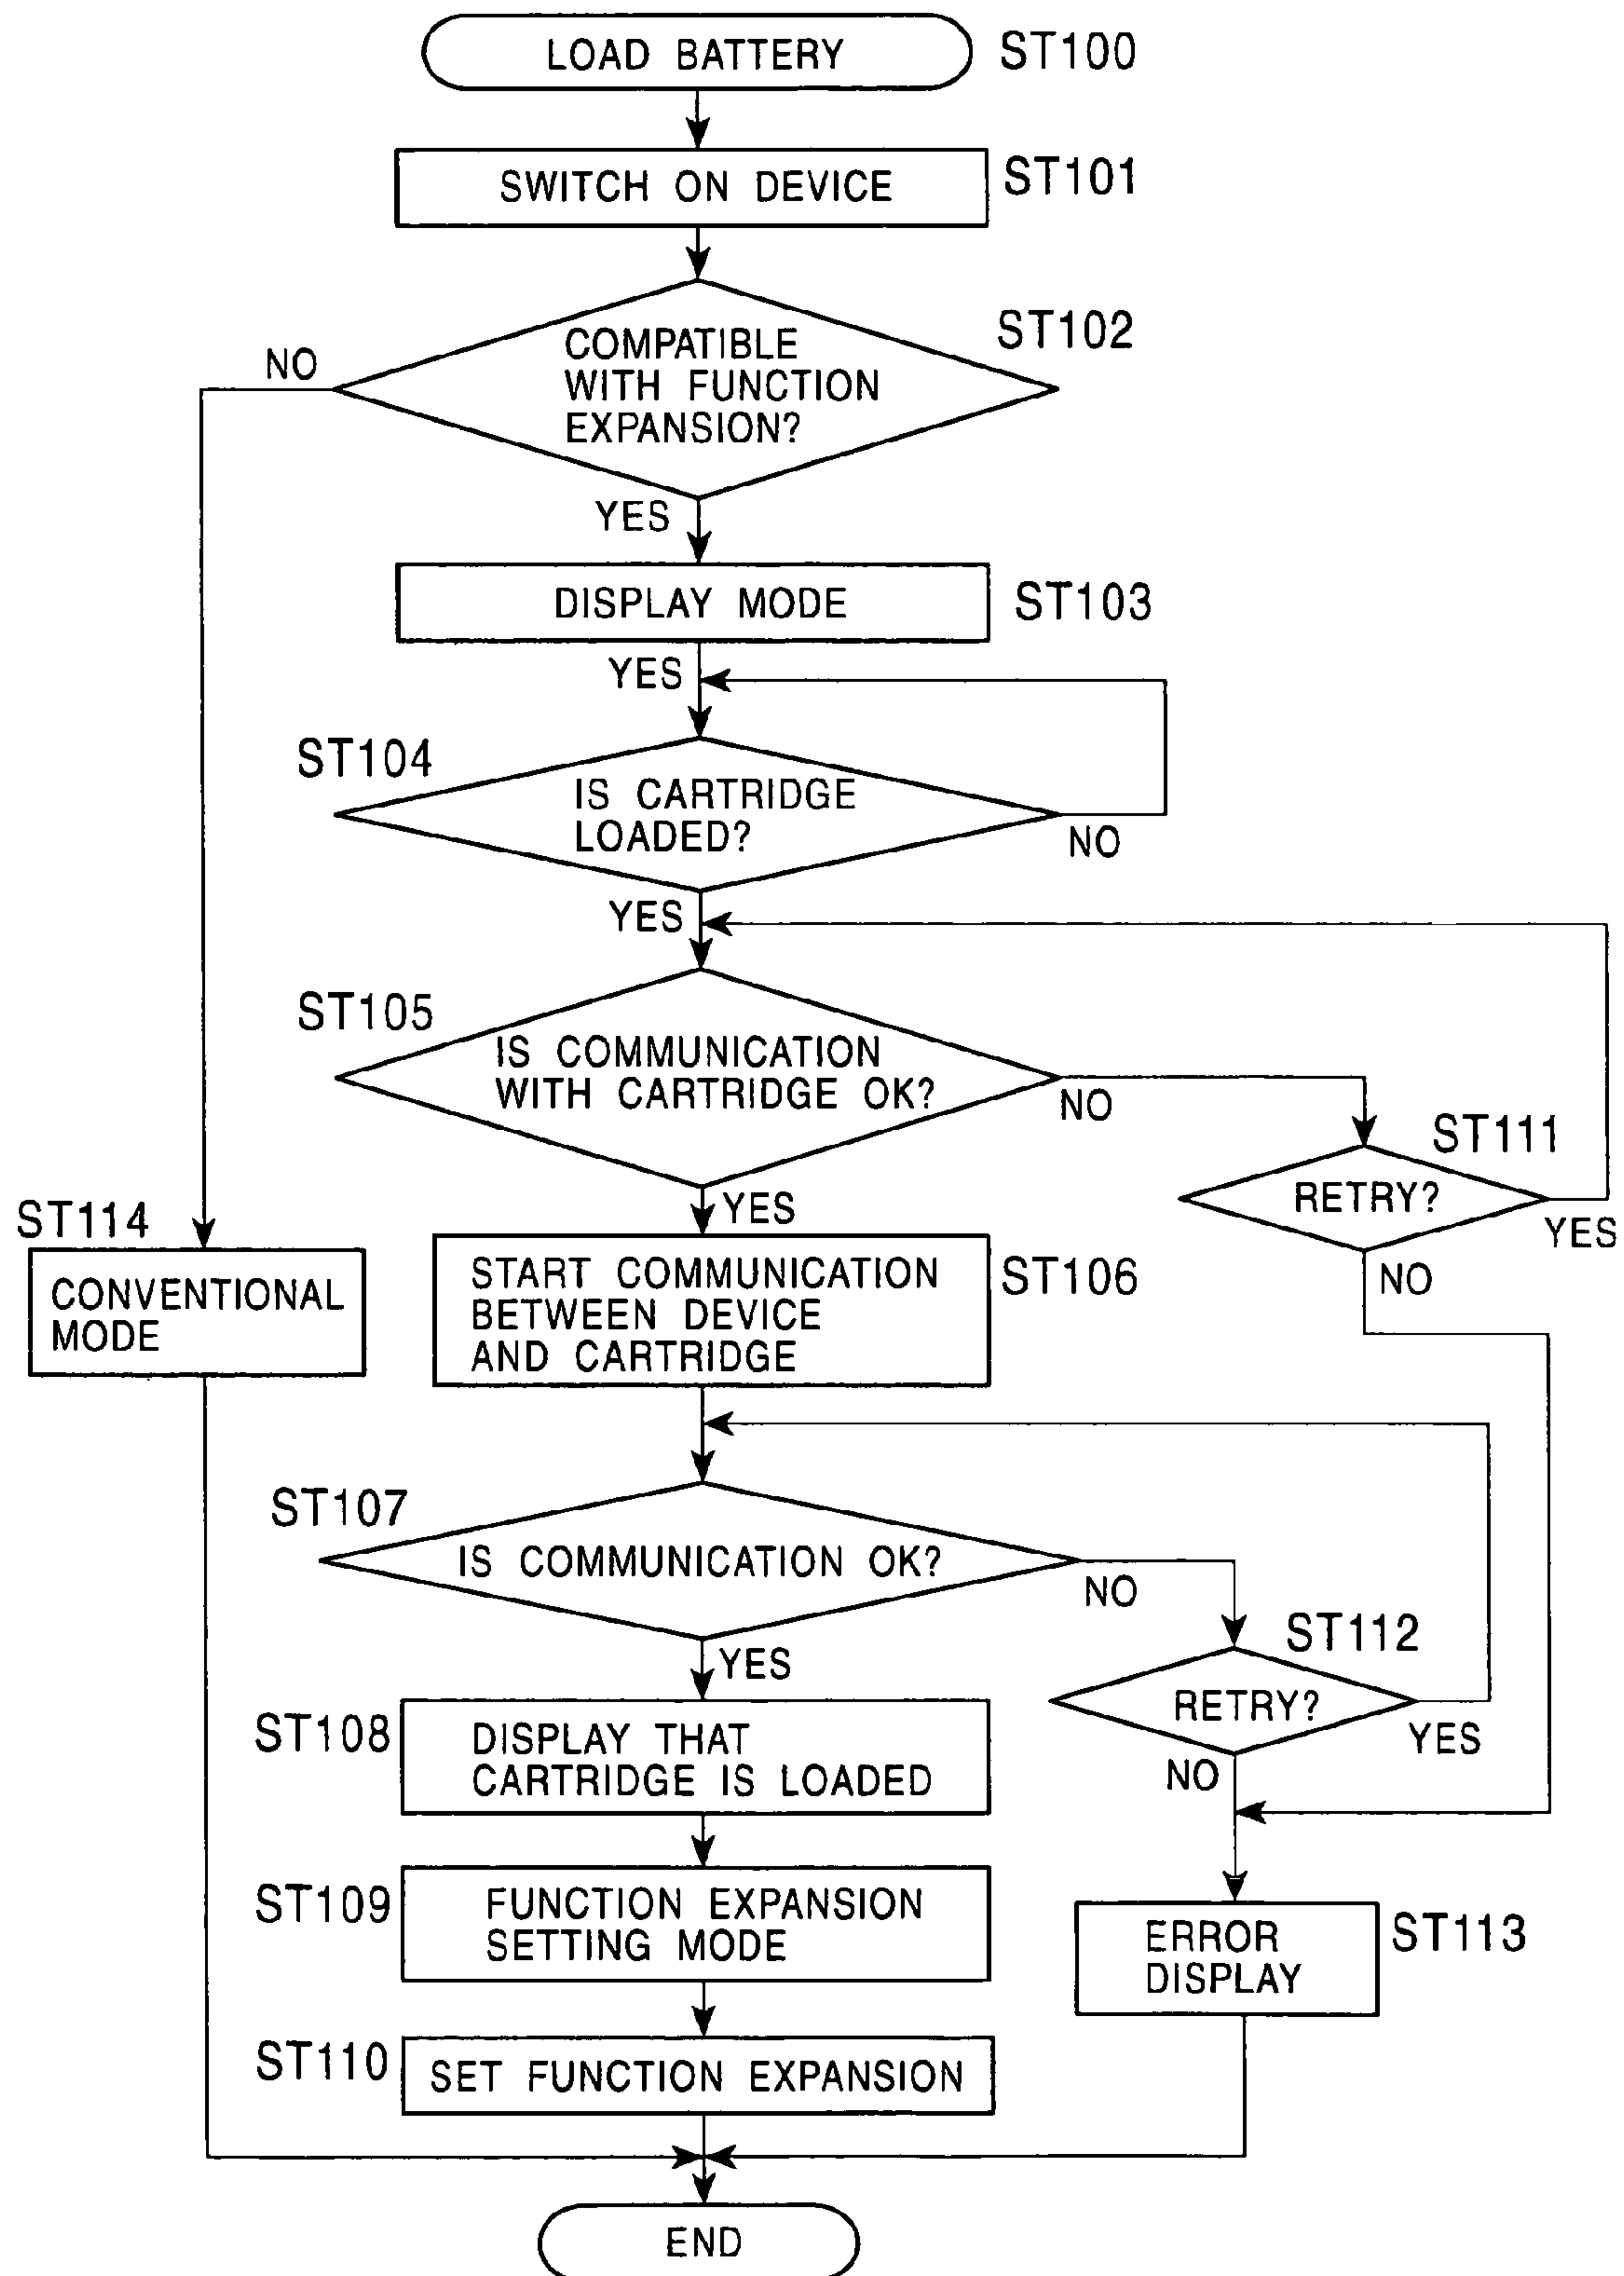 LOAD BATTERY
ST100
SWITCH ON DEVICE
ST101
COMPATIBLE
WITH FUNCTION
EXPANSION?
ST102
NO
YES
DISPLAY MODE
ST103
YES
ST104
IS CARTRIDGE
LOADED?
NO
YES
ST105
IS COMMUNICATION
WITH CARTRIDGE OK?
NO
ST111
RETRY?
YES
NO
YES
ST114
CONVENTIONAL
MODE
START COMMUNICATION
BETWEEN DEVICE
AND CARTRIDGE
ST106
ST107
IS COMMUNICATION OK?
NO
ST112
RETRY?
YES
NO
YES
ST108
DISPLAY THAT
CARTRIDGE IS LOADED
ST109
FUNCTION EXPANSION
SETTING MODE
ERROR
DISPLAY
ST113
ST110
SET FUNCTION EXPANSION
END